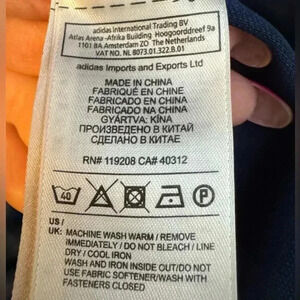 adidas International Trading BV
Atlas Arena -Afrika Building Hoogoorddreef 9a
1101 BA Amsterdam ZO The Netherlands
VAT NO. NL 8073.01.322.B.01
adidas Imports and Exports Ltd
MADE IN CHINA
FABRIQUÉ EN CHINE
FABRICADO EN CHINA
FABRICADO NA CHINA
GYÁRTVA: KÍNA
ПРОИЗВЕДЕНО В КИТАЙ
СДЕЛАНО В КИТАЕ
RN# 119208 CA# 40312
40
P
US /
UK: MACHINE WASH WARM / REMOVE
IMMEDIATELY / DO NOT BLEACH / LINE
DRY / COOL IRON
WASH AND IRON INSIDE OUT/DO NOT
USE FABRIC SOFTENER/WASH WITH
FASTENERS CLOSED